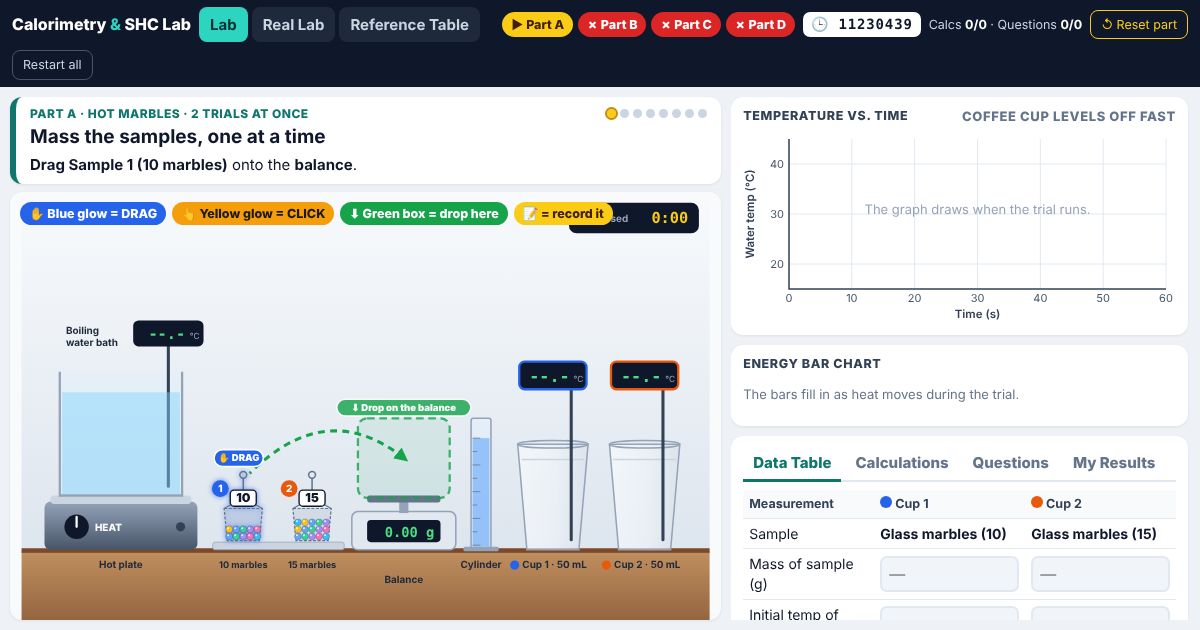 Calorimetry & SHC Lab
Lab
Real Lab
Reference Table
▶ Part A
× Part B
× Part C
× Part D
🕒 11230439
Calcs 0/0 · Questions 0/0
↺ Reset part
Restart all
PART A · HOT MARBLES · 2 TRIALS AT ONCE
Mass the samples, one at a time
Drag Sample 1 (10 marbles) onto the balance.
✋ Blue glow = DRAG
👆 Yellow glow = CLICK
⬇ Green box = drop here
📝 = record it
0:00
Boiling
water bath
--.- °C
--.- °C
--.- °C
⬇ Drop on the balance
✋ DRAG
1
10
2
15
HEAT
0.00 g
Hot plate
10 marbles
15 marbles
Balance
Cylinder
Cup 1 · 50 mL
Cup 2 · 50 mL
TEMPERATURE VS. TIME
COFFEE CUP LEVELS OFF FAST
Water temp (°C)
40
30
20
The graph draws when the trial runs.
0 10 20 30 40 50 60
Time (s)
ENERGY BAR CHART
The bars fill in as heat moves during the trial.
Data Table
Calculations
Questions
My Results
Measurement Cup 1 Cup 2
Sample Glass marbles (10) Glass marbles (15)
Mass of sample
(g)
—
—
Initial temp of